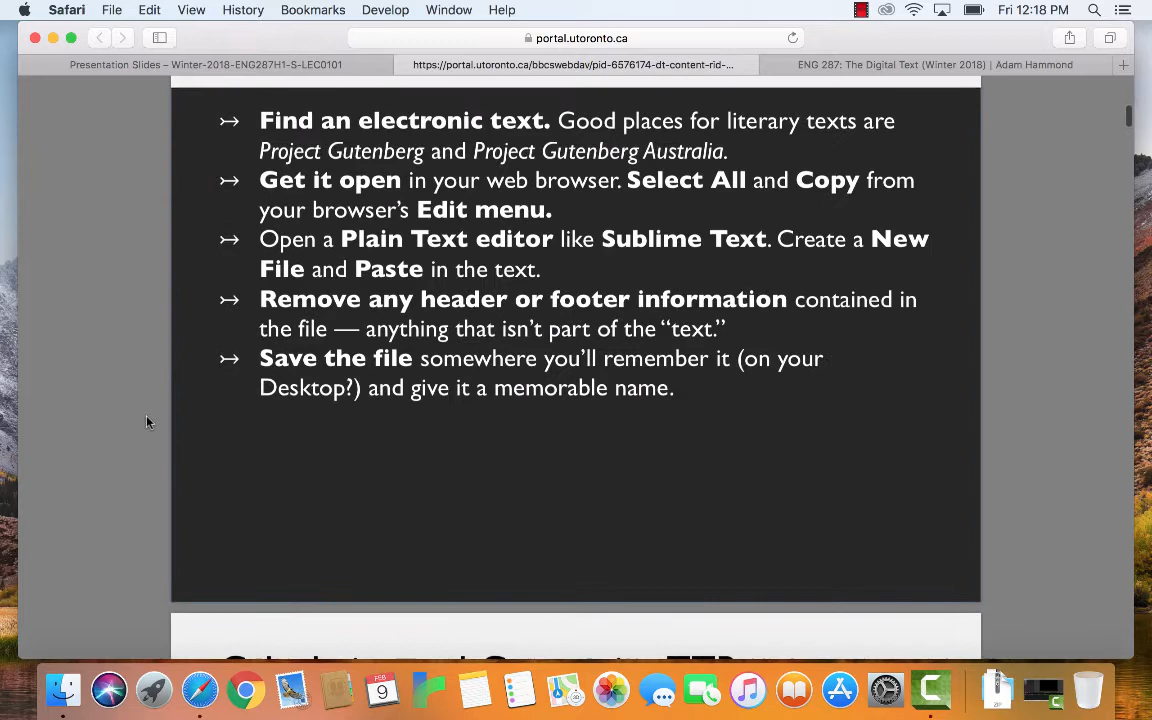 Safari File Edit View History Bookmarks Develop Window Help Fri 12:18 PM
portal.utoronto.ca
Presentation Slides – Winter-2018-ENG287H1-S-LEC0101
https://portal.utoronto.ca/bbcswebdav/pid-6576174-dt-content-rid-...
ENG 287: The Digital Text (Winter 2018) | Adam Hammond
↣ Find an electronic text. Good places for literary texts are
Project Gutenberg and Project Gutenberg Australia.
↣ Get it open in your web browser. Select All and Copy from
your browser’s Edit menu.
↣ Open a Plain Text editor like Sublime Text. Create a New
File and Paste in the text.
↣ Remove any header or footer information contained in
the file — anything that isn’t part of the “text.”
↣ Save the file somewhere you’ll remember it (on your
Desktop?) and give it a memorable name.
FEB
9
ZIP